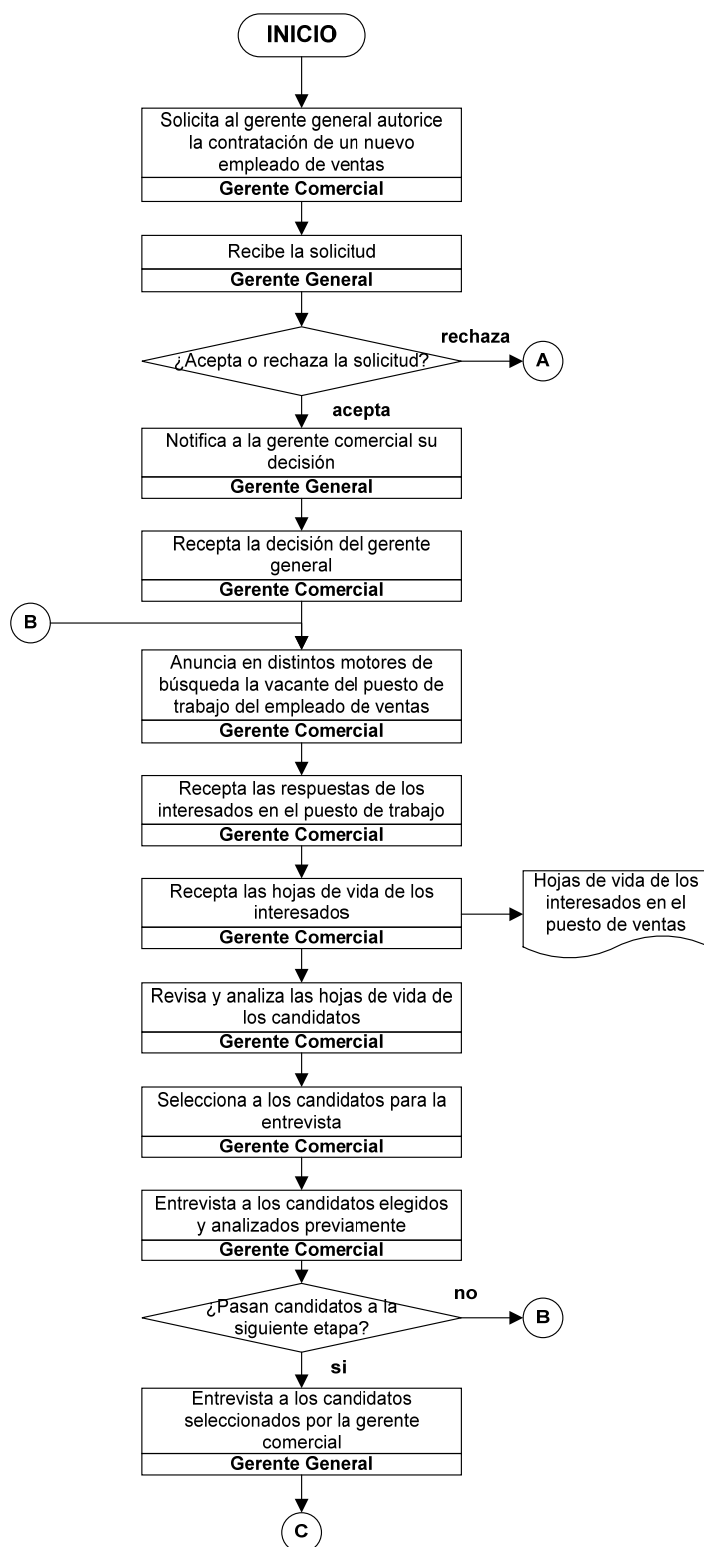 INICIO
Solicita al gerente general autorice
la contratación de un nuevo
empleado de ventas
Gerente Comercial
Recibe la solicitud
Gerente General
¿Acepta o rechaza la solicitud?
rechaza
A
acepta
Notifica a la gerente comercial su
decisión
Gerente General
Recepta la decisión del gerente
general
Gerente Comercial
B
Anuncia en distintos motores de
búsqueda la vacante del puesto de
trabajo del empleado de ventas
Gerente Comercial
Recepta las respuestas de los
interesados en el puesto de trabajo
Gerente Comercial
Recepta las hojas de vida de los
interesados
Gerente Comercial
Hojas de vida de los
interesados en el
puesto de ventas
Revisa y analiza las hojas de vida de
los candidatos
Gerente Comercial
Selecciona a los candidatos para la
entrevista
Gerente Comercial
Entrevista a los candidatos elegidos
y analizados previamente
Gerente Comercial
¿Pasan candidatos a la
siguiente etapa?
no
B
si
Entrevista a los candidatos
seleccionados por la gerente
comercial
Gerente General
C